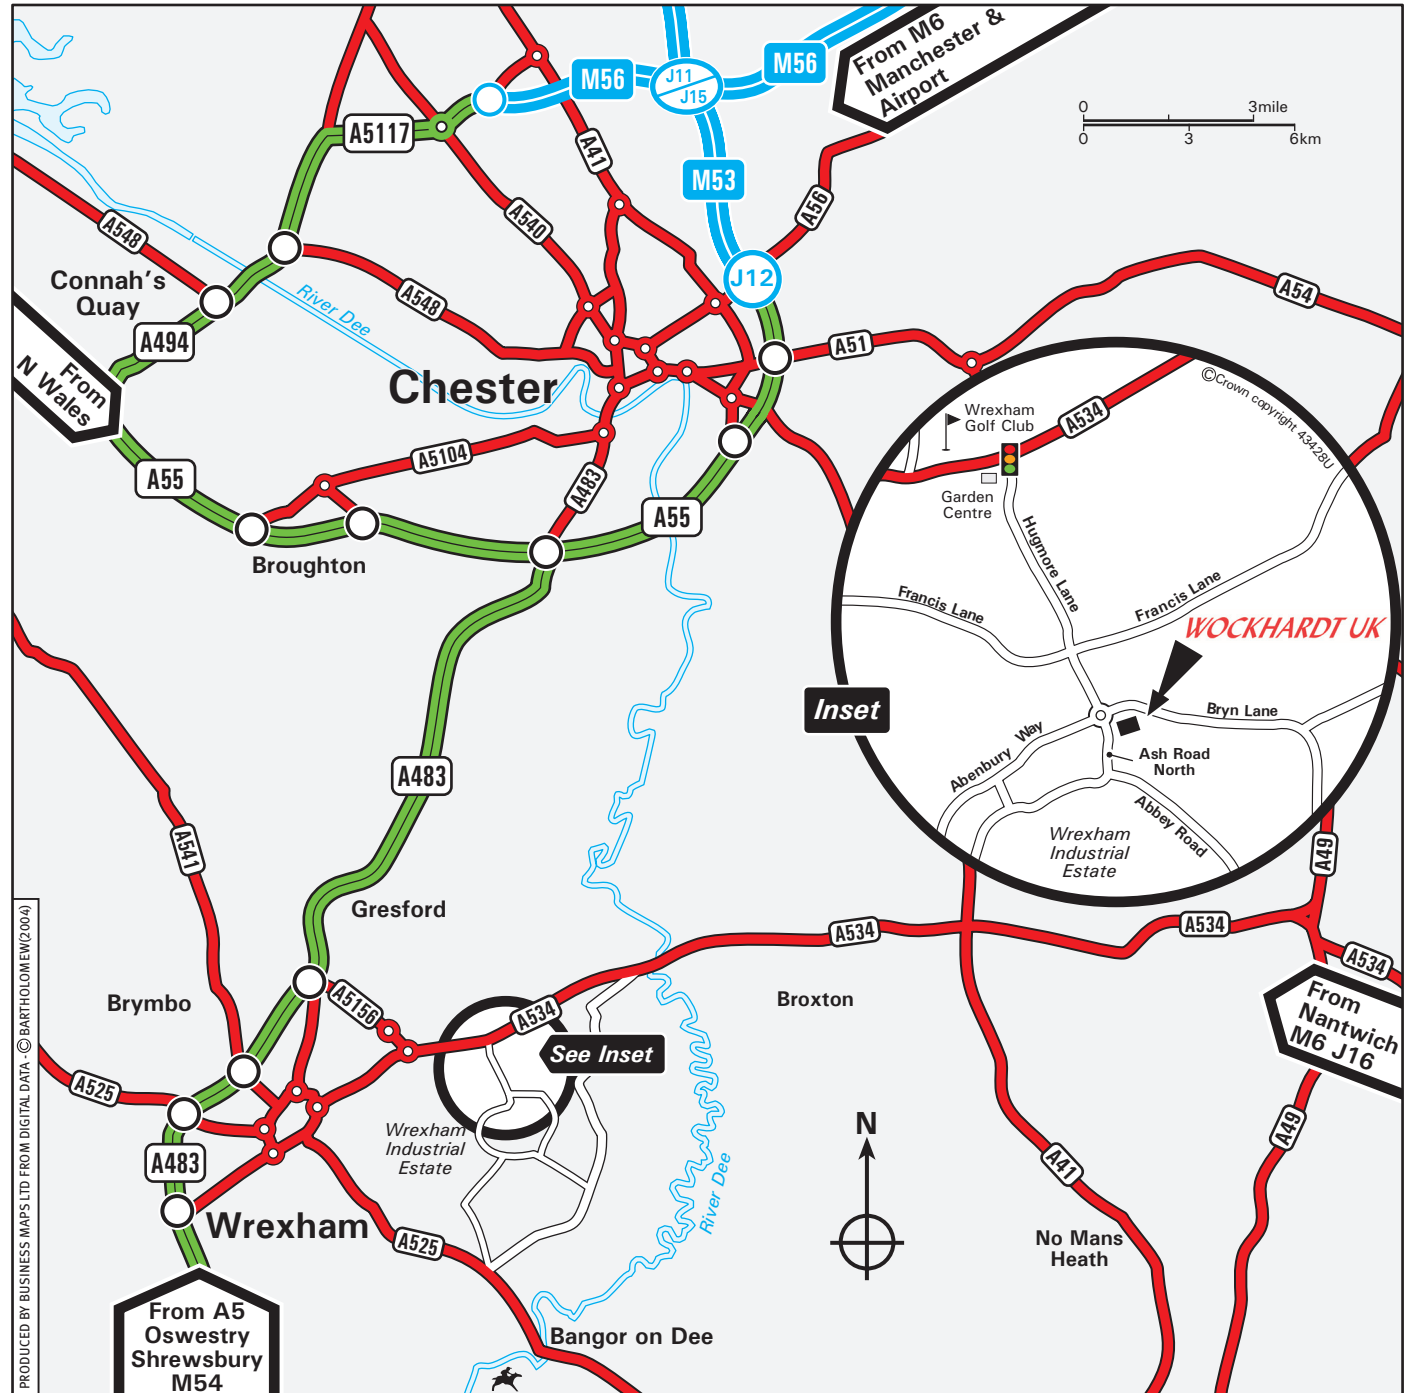 From M6
Manchester &
Airport
M56
J11
J15
M56
0
3mile
0
3
6km
A5117
A41
M53
A56
A548
A540
Connah's
Quay
A494
A548
River Dee
J12
A54
A51
From
N Wales
Chester
A5104
A55
A483
A55
Broughton
©Crown copyright 43428U
Wrexham
Golf Club
A534
Garden
Centre
Hugmore Lane
Francis Lane
Francis Lane
WOCKHARDT UK
Inset
Bryn Lane
Abenbury Way
Ash Road
North
Abbey Road
Wrexham
Industrial
Estate
A483
A541
A49
Gresford
A534
A534
A534
Brymbo
A5156
A534
Broxton
From
Nantwich
M6 J16
See Inset
A525
Wrexham
Industrial
Estate
N
A49
A483
River Dee
A41
Wrexham
A525
No Mans
Heath
From A5
Oswestry
Shrewsbury
M54
Bangor on Dee
PRODUCED BY BUSINESS MAPS LTD FROM DIGITAL DATA - © BARTHOLOMEW(2004)